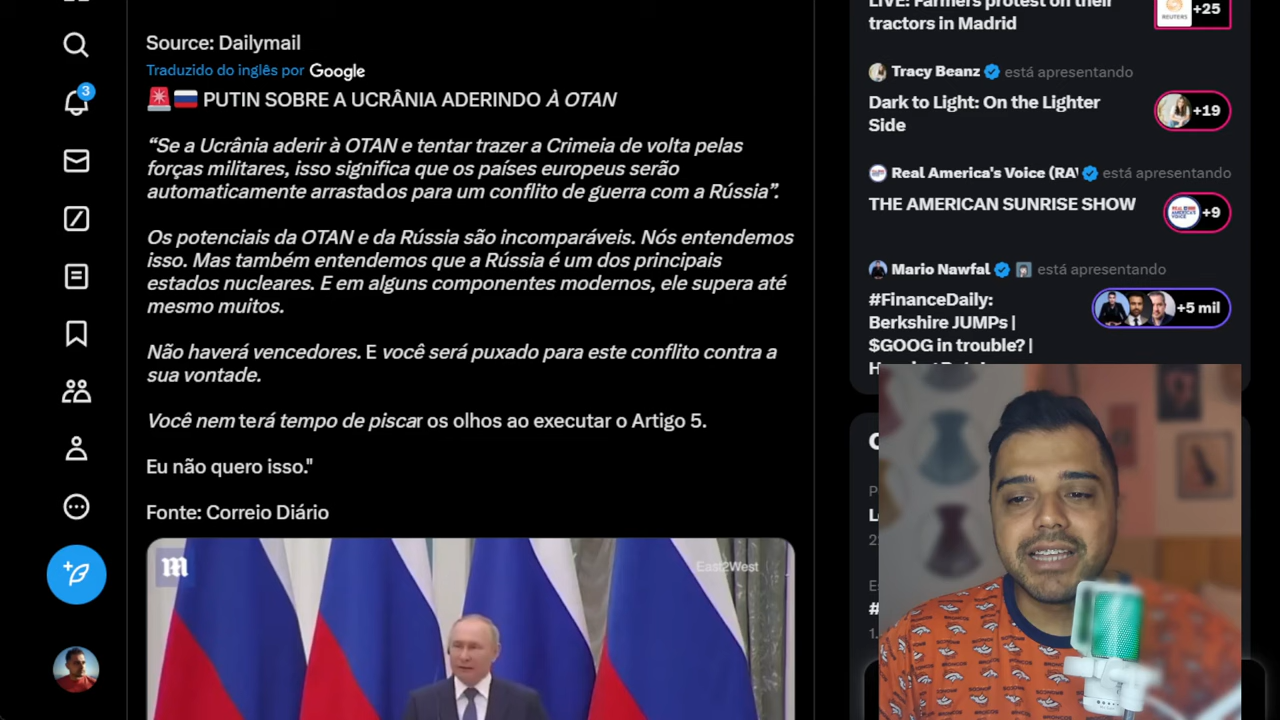 3
Source: Dailymail
Traduzido do inglês por Google
PUTIN SOBRE A UCRÂNIA ADERINDO À OTAN
“Se a Ucrânia aderir à OTAN e tentar trazer a Crimeia de volta pelas
forças militares, isso significa que os países europeus serão
automaticamente arrastados para um conflito de guerra com a Rússia”.
Os potenciais da OTAN e da Rússia são incomparáveis. Nós entendemos
isso. Mas também entendemos que a Rússia é um dos principais
estados nucleares. E em alguns componentes modernos, ele supera até
mesmo muitos.
Não haverá vencedores. E você será puxado para este conflito contra a
sua vontade.
Você nem terá tempo de piscar os olhos ao executar o Artigo 5.
Eu não quero isso."
Fonte: Correio Diário
m
East2West
LIVE: Farmers protest on their
tractors in Madrid
REUTERS
+25
Tracy Beanz está apresentando
Dark to Light: On the Lighter
Side
+19
Real America's Voice (RAV está apresentando
THE AMERICAN SUNRISE SHOW
+9
Mario Nawfal está apresentando
#FinanceDaily:
Berkshire JUMPs |
$GOOG in trouble? |
+5 mil
BRONCOS